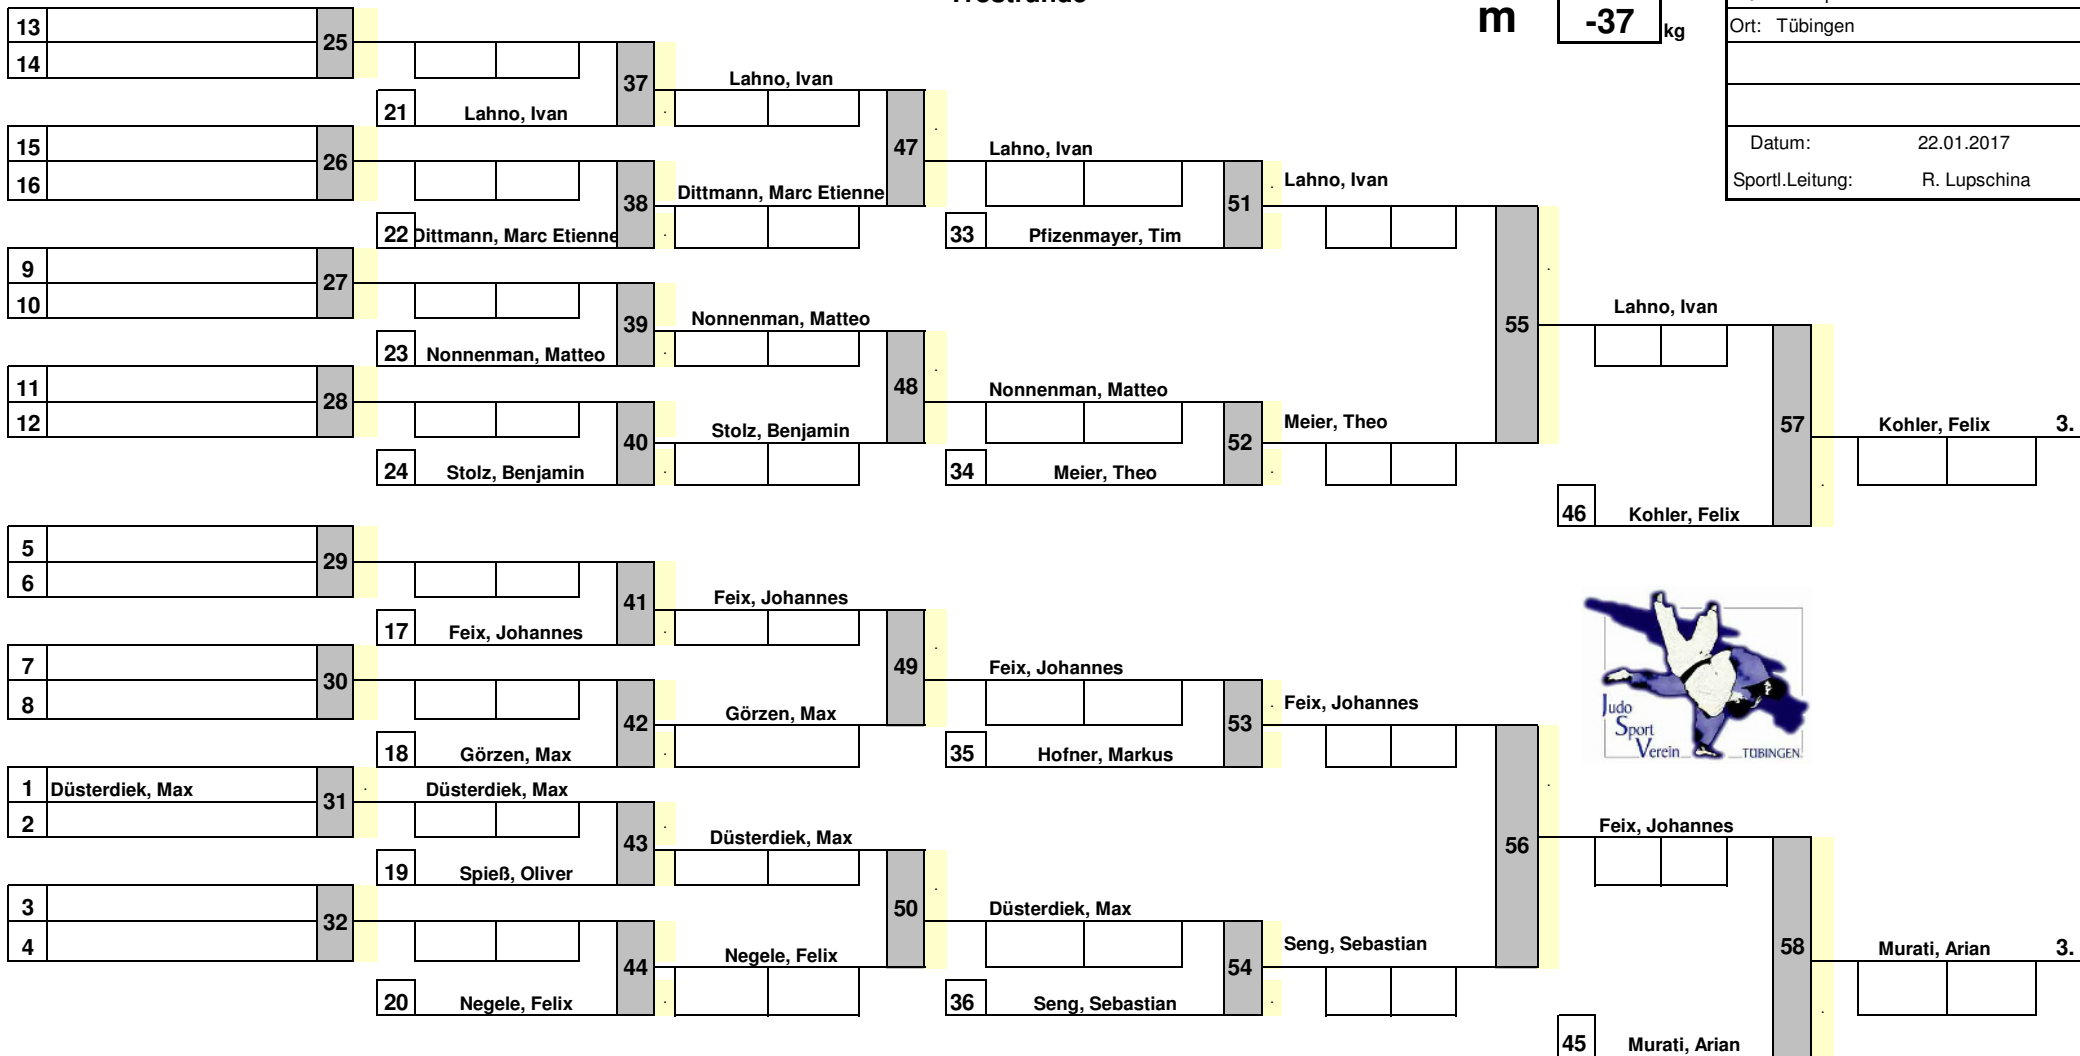 m
-37
kg
Ort: Tübingen
Datum: 22.01.2017
Sportl.Leitung: R. Lupschina
13
25
14
37
Lahno, Ivan
21
Lahno, Ivan
15
26
47
Lahno, Ivan
16
38
Dittmann, Marc Etienne
51
Lahno, Ivan
22
Dittmann, Marc Etienne
33
Pfizenmayer, Tim
9
27
10
39
Nonnenman, Matteo
55
Lahno, Ivan
23
Nonnenman, Matteo
11
28
48
Nonnenman, Matteo
12
40
Stolz, Benjamin
52
Meier, Theo
57
Kohler, Felix
3.
24
Stolz, Benjamin
34
Meier, Theo
46
Kohler, Felix
5
29
6
41
Feix, Johannes
17
Feix, Johannes
7
30
49
Feix, Johannes
8
42
Görzen, Max
53
Feix, Johannes
18
Görzen, Max
35
Hofner, Markus
Judo
Sport
Verein
TÜBINGEN
1
Düsterdiek, Max
31
Düsterdiek, Max
2
43
Düsterdiek, Max
56
Feix, Johannes
19
Spieß, Oliver
3
32
50
Düsterdiek, Max
4
44
Negele, Felix
54
Seng, Sebastian
58
Murati, Arian
3.
20
Negele, Felix
36
Seng, Sebastian
45
Murati, Arian